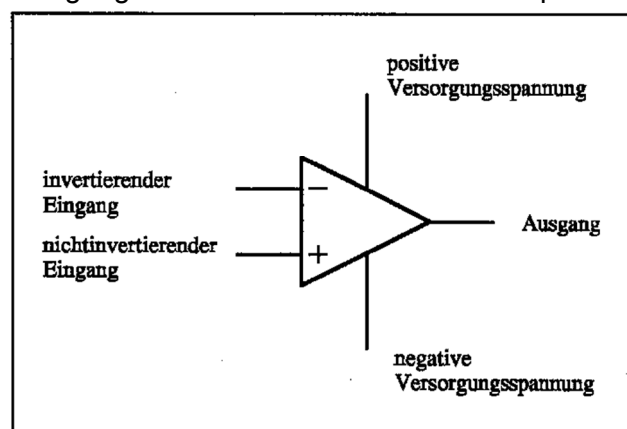 positive
Versorgungsspannung
invertierender
Eingang
−
nichtinvertierender
Eingang
+
Ausgang
negative
Versorgungsspannung